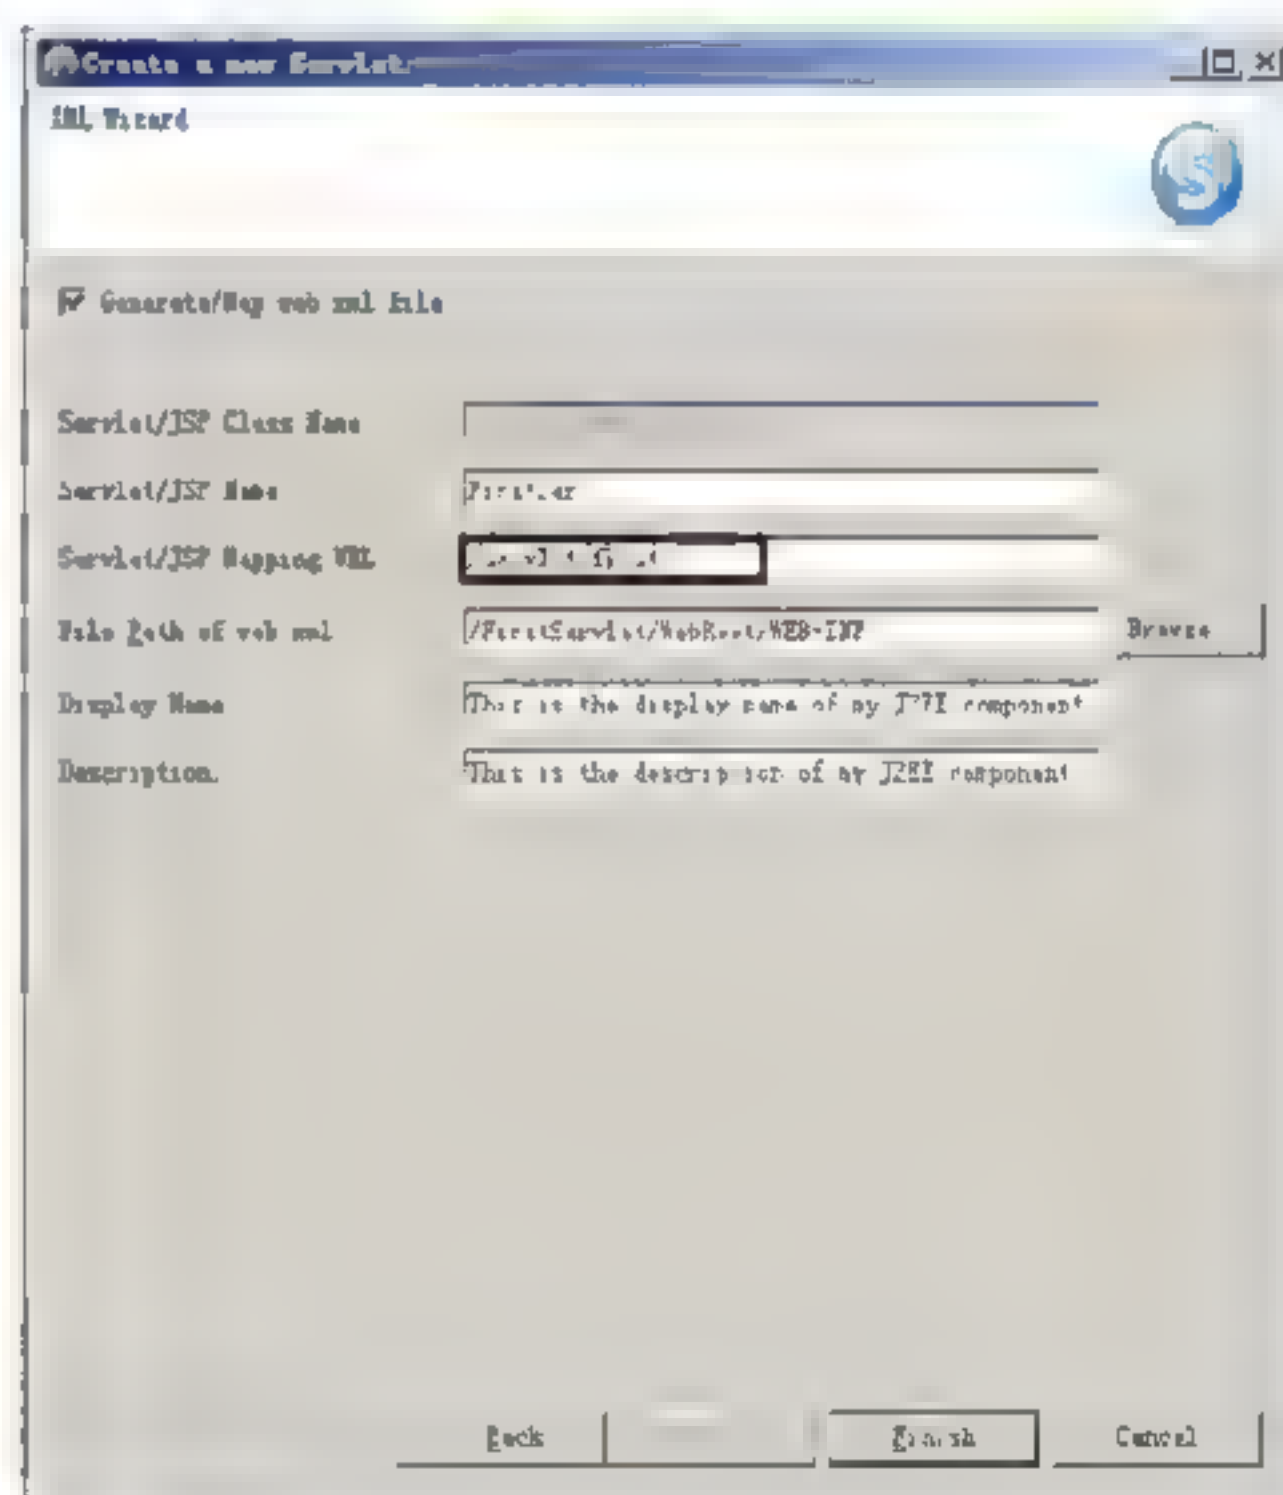 Create a new Servlet
XML Wizard
Generate/Map web.xml file
Servlet/JSP Class Name
Servlet/JSP Name
Servlet/JSP Mapping URL
File Path of web.xml /FirstServlet/WebRoot/WEB-INF Browse
Display Name This is the display name of my J2EE component
Description: This is the description of my J2EE component
Back Finish Cancel